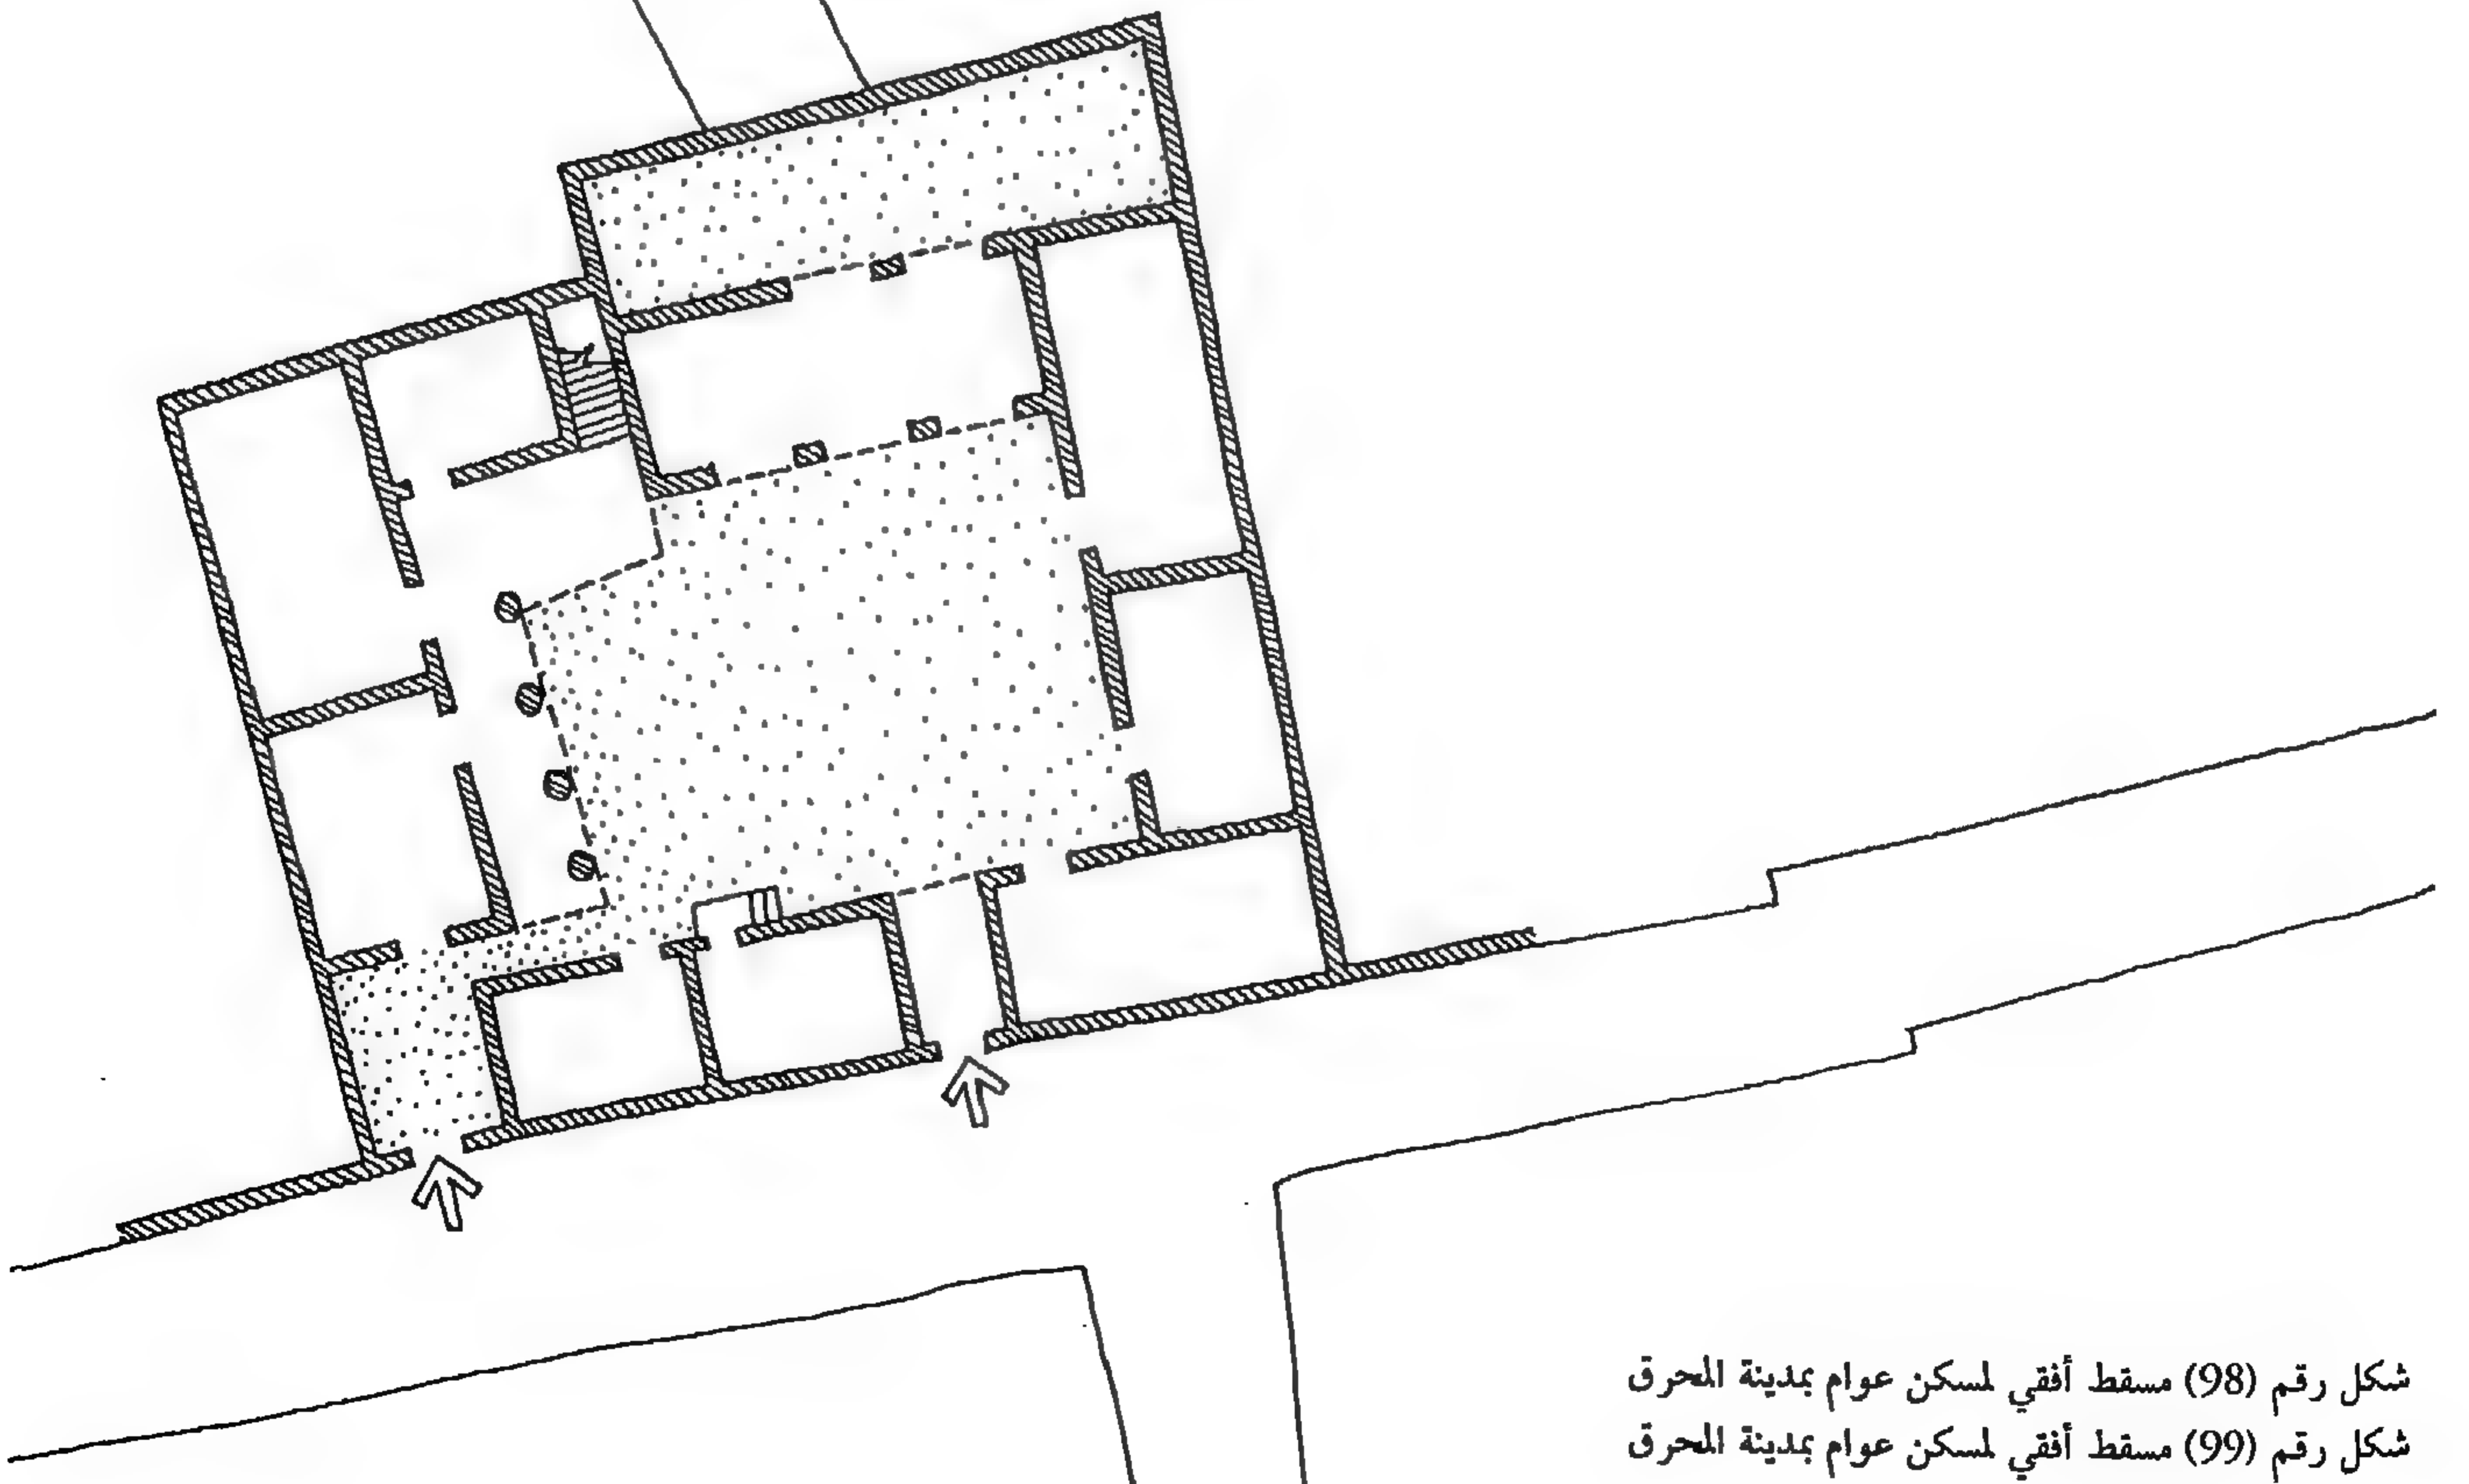 شكل رقم (98) مسقط أفقي لمسكن عوام بمدينة المحرق
شكل رقم (99) مسقط أفقي لمسكن عوام بمدينة المحرق